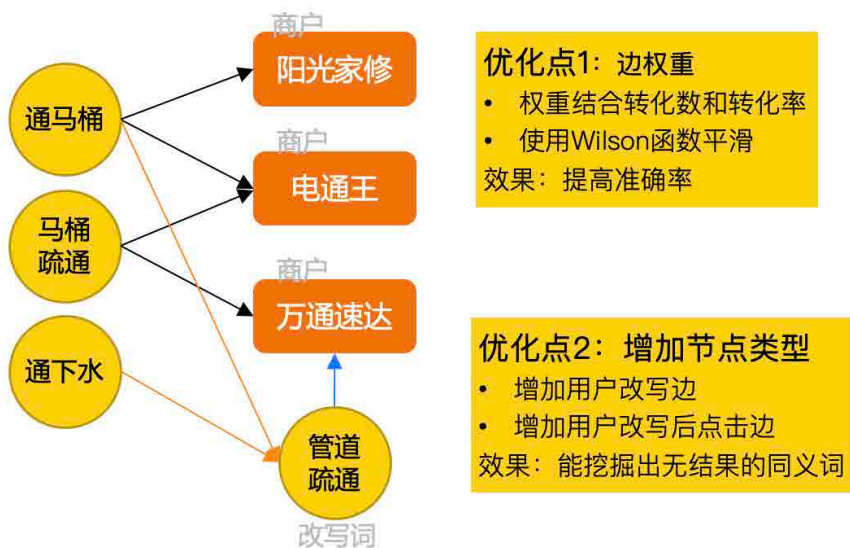 商户
阳光家修
通马桶
商户
电通王
马桶
疏通
商户
万通速达
通下水
管道
疏通
改写词
优化点1：边权重
• 权重结合转化数和转化率
• 使用Wilson函数平滑
效果：提高准确率
优化点2：增加节点类型
• 增加用户改写边
• 增加用户改写后点击边
效果：能挖掘出无结果的同义词